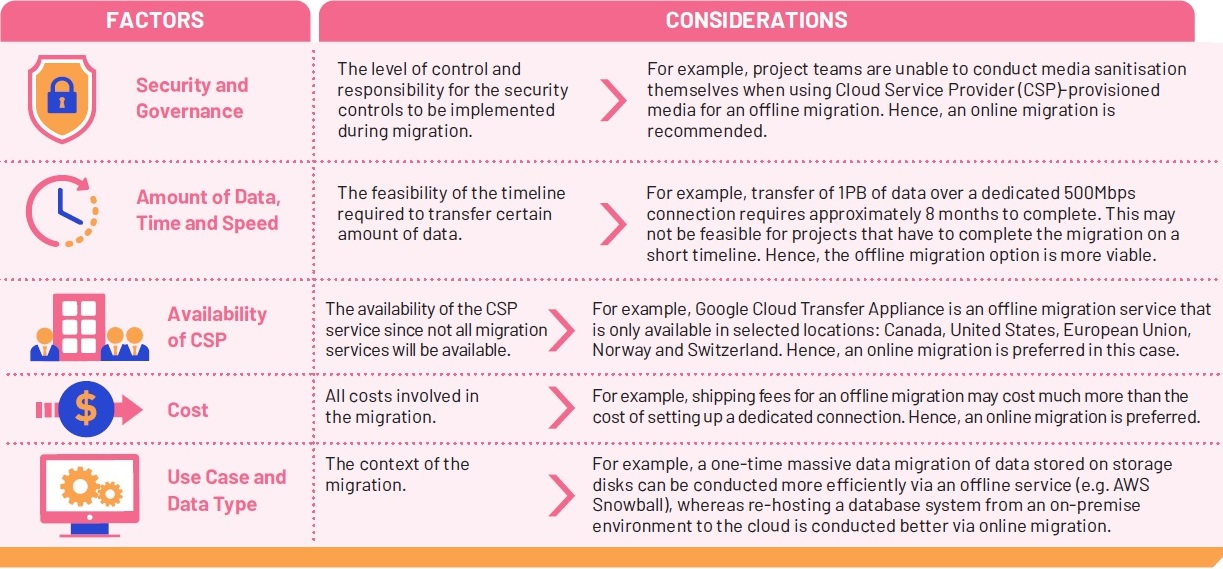 FACTORS
CONSIDERATIONS
Security and
Governance
The level of control and
responsibility for the security
controls to be implemented
during migration.
For example, project teams are unable to conduct media sanitisation
themselves when using Cloud Service Provider (CSP)-provisioned
media for an offline migration. Hence, an online migration is
recommended.
Amount of Data,
Time and Speed
The feasibility of the timeline
required to transfer certain
amount of data.
For example, transfer of 1PB of data over a dedicated 500Mbps
connection requires approximately 8 months to complete. This may
not be feasible for projects that have to complete the migration on a
short timeline. Hence, the offline migration option is more viable.
Availability
of CSP
The availability of the CSP
service since not all migration
services will be available.
For example, Google Cloud Transfer Appliance is an offline migration service that
is only available in selected locations: Canada, United States, European Union,
Norway and Switzerland. Hence, an online migration is preferred in this case.
$
Cost
All costs involved in
the migration.
For example, shipping fees for an offline migration may cost much more than the
cost of setting up a dedicated connection. Hence, an online migration is preferred.
Use Case and
Data Type
The context of the
migration.
For example, a one-time massive data migration of data stored on storage
disks can be conducted more efficiently via an offline service (e.g. AWS
Snowball), whereas re-hosting a database system from an on-premise
environment to the cloud is conducted better via online migration.